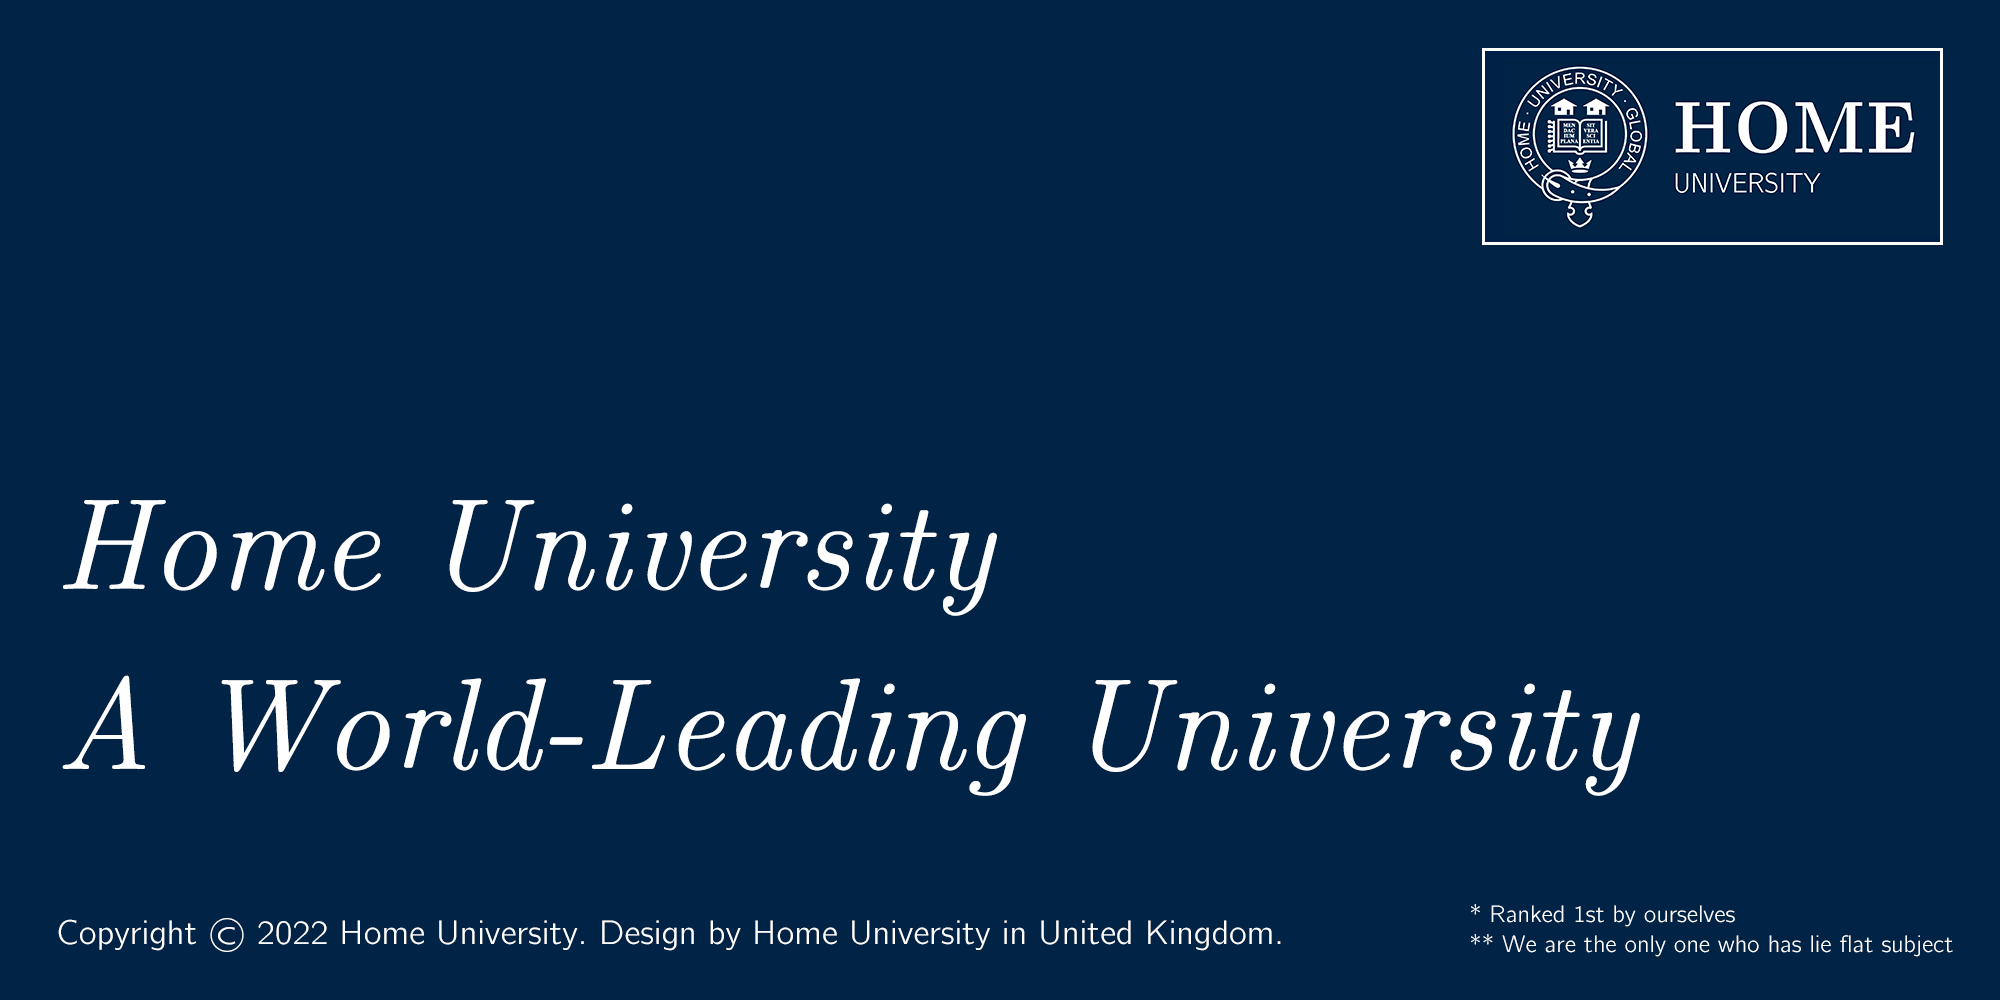 HOME · UNIVERSITY · GLOBAL
MEN
DAC
IUM
PLANA
SIT
VERA
SCI
ENTIA
HOME
UNIVERSITY
Home University
A World-Leading University
Copyright © 2022 Home University. Design by Home University in United Kingdom.
* Ranked 1st by ourselves
** We are the only one who has lie flat subject